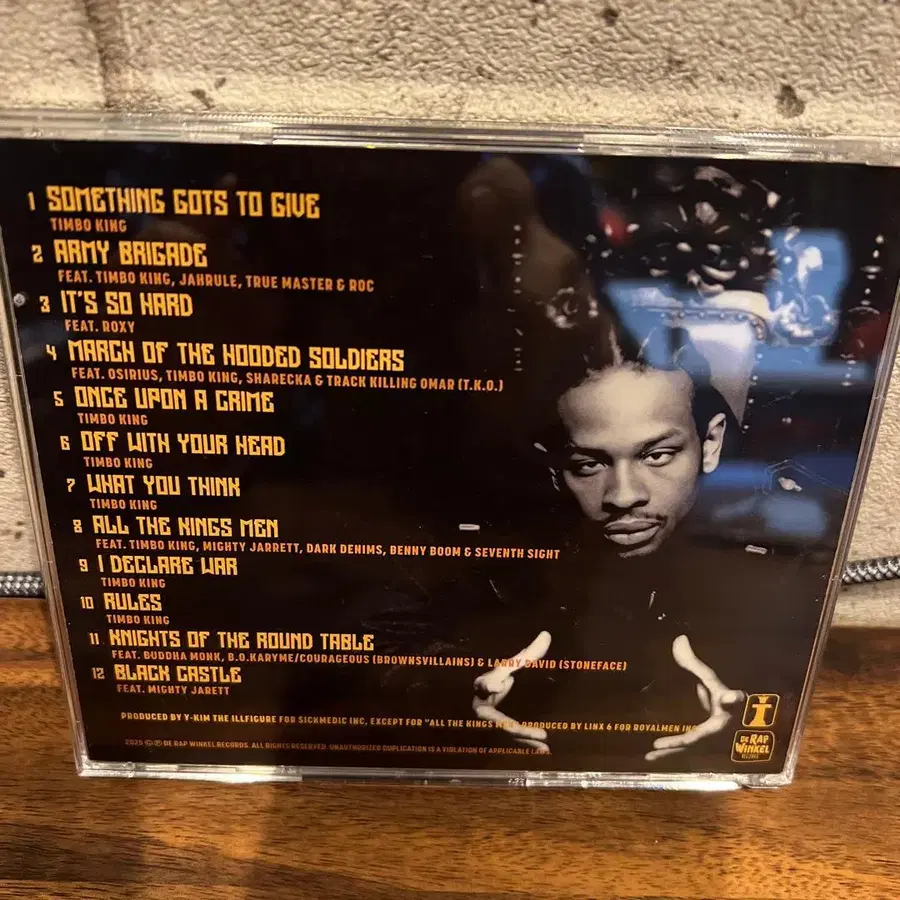 1 SOMETHING GOTS TO GIVE
TIMBO KING
2 ARMY BRIGADE
FEAT. TIMBO KING, JAHRULE, TRUE MASTER & ROC
3 IT'S SO HARD
FEAT. ROXY
4 MARCH OF THE HOODED SOLDIERS
FEAT. OSIRIUS, TIMBO KING, SHARECKA & TRACK KILLING OMAR (T.K.O.)
5 ONCE UPON A CRIME
TIMBO KING
6 OFF WITH YOUR HEAD
TIMBO KING
7 WHAT YOU THINK
TIMBO KING
8 ALL THE KINGS MEN
FEAT. TIMBO KING, MIGHTY JARRETT, DARK DENIMS, BENNY BOOM & SEVENTH SIGHT
9 I DECLARE WAR
TIMBO KING
10 RULES
TIMBO KING
11 KNIGHTS OF THE ROUND TABLE
FEAT. BUDDHA MONK, B.O.KARYME/COURAGEOUS (BROWNSVILLAINS) & LARRY DAVID (STONEFACE)
12 BLACK CASTLE
FEAT. MIGHTY JARETT
PRODUCED BY Y-KIM THE ILLFIGURE FOR SICKMEDIC INC, EXCEPT FOR "ALL THE KINGS MEN" PRODUCED BY LINX 6 FOR ROYALMEN INC
2025 © ℗ DE RAP WINKEL RECORDS. ALL RIGHTS RESERVED. UNAUTHORIZED DUPLICATION IS A VIOLATION OF APPLICABLE LAWS.
DE RAP
WINKEL
RECORDS